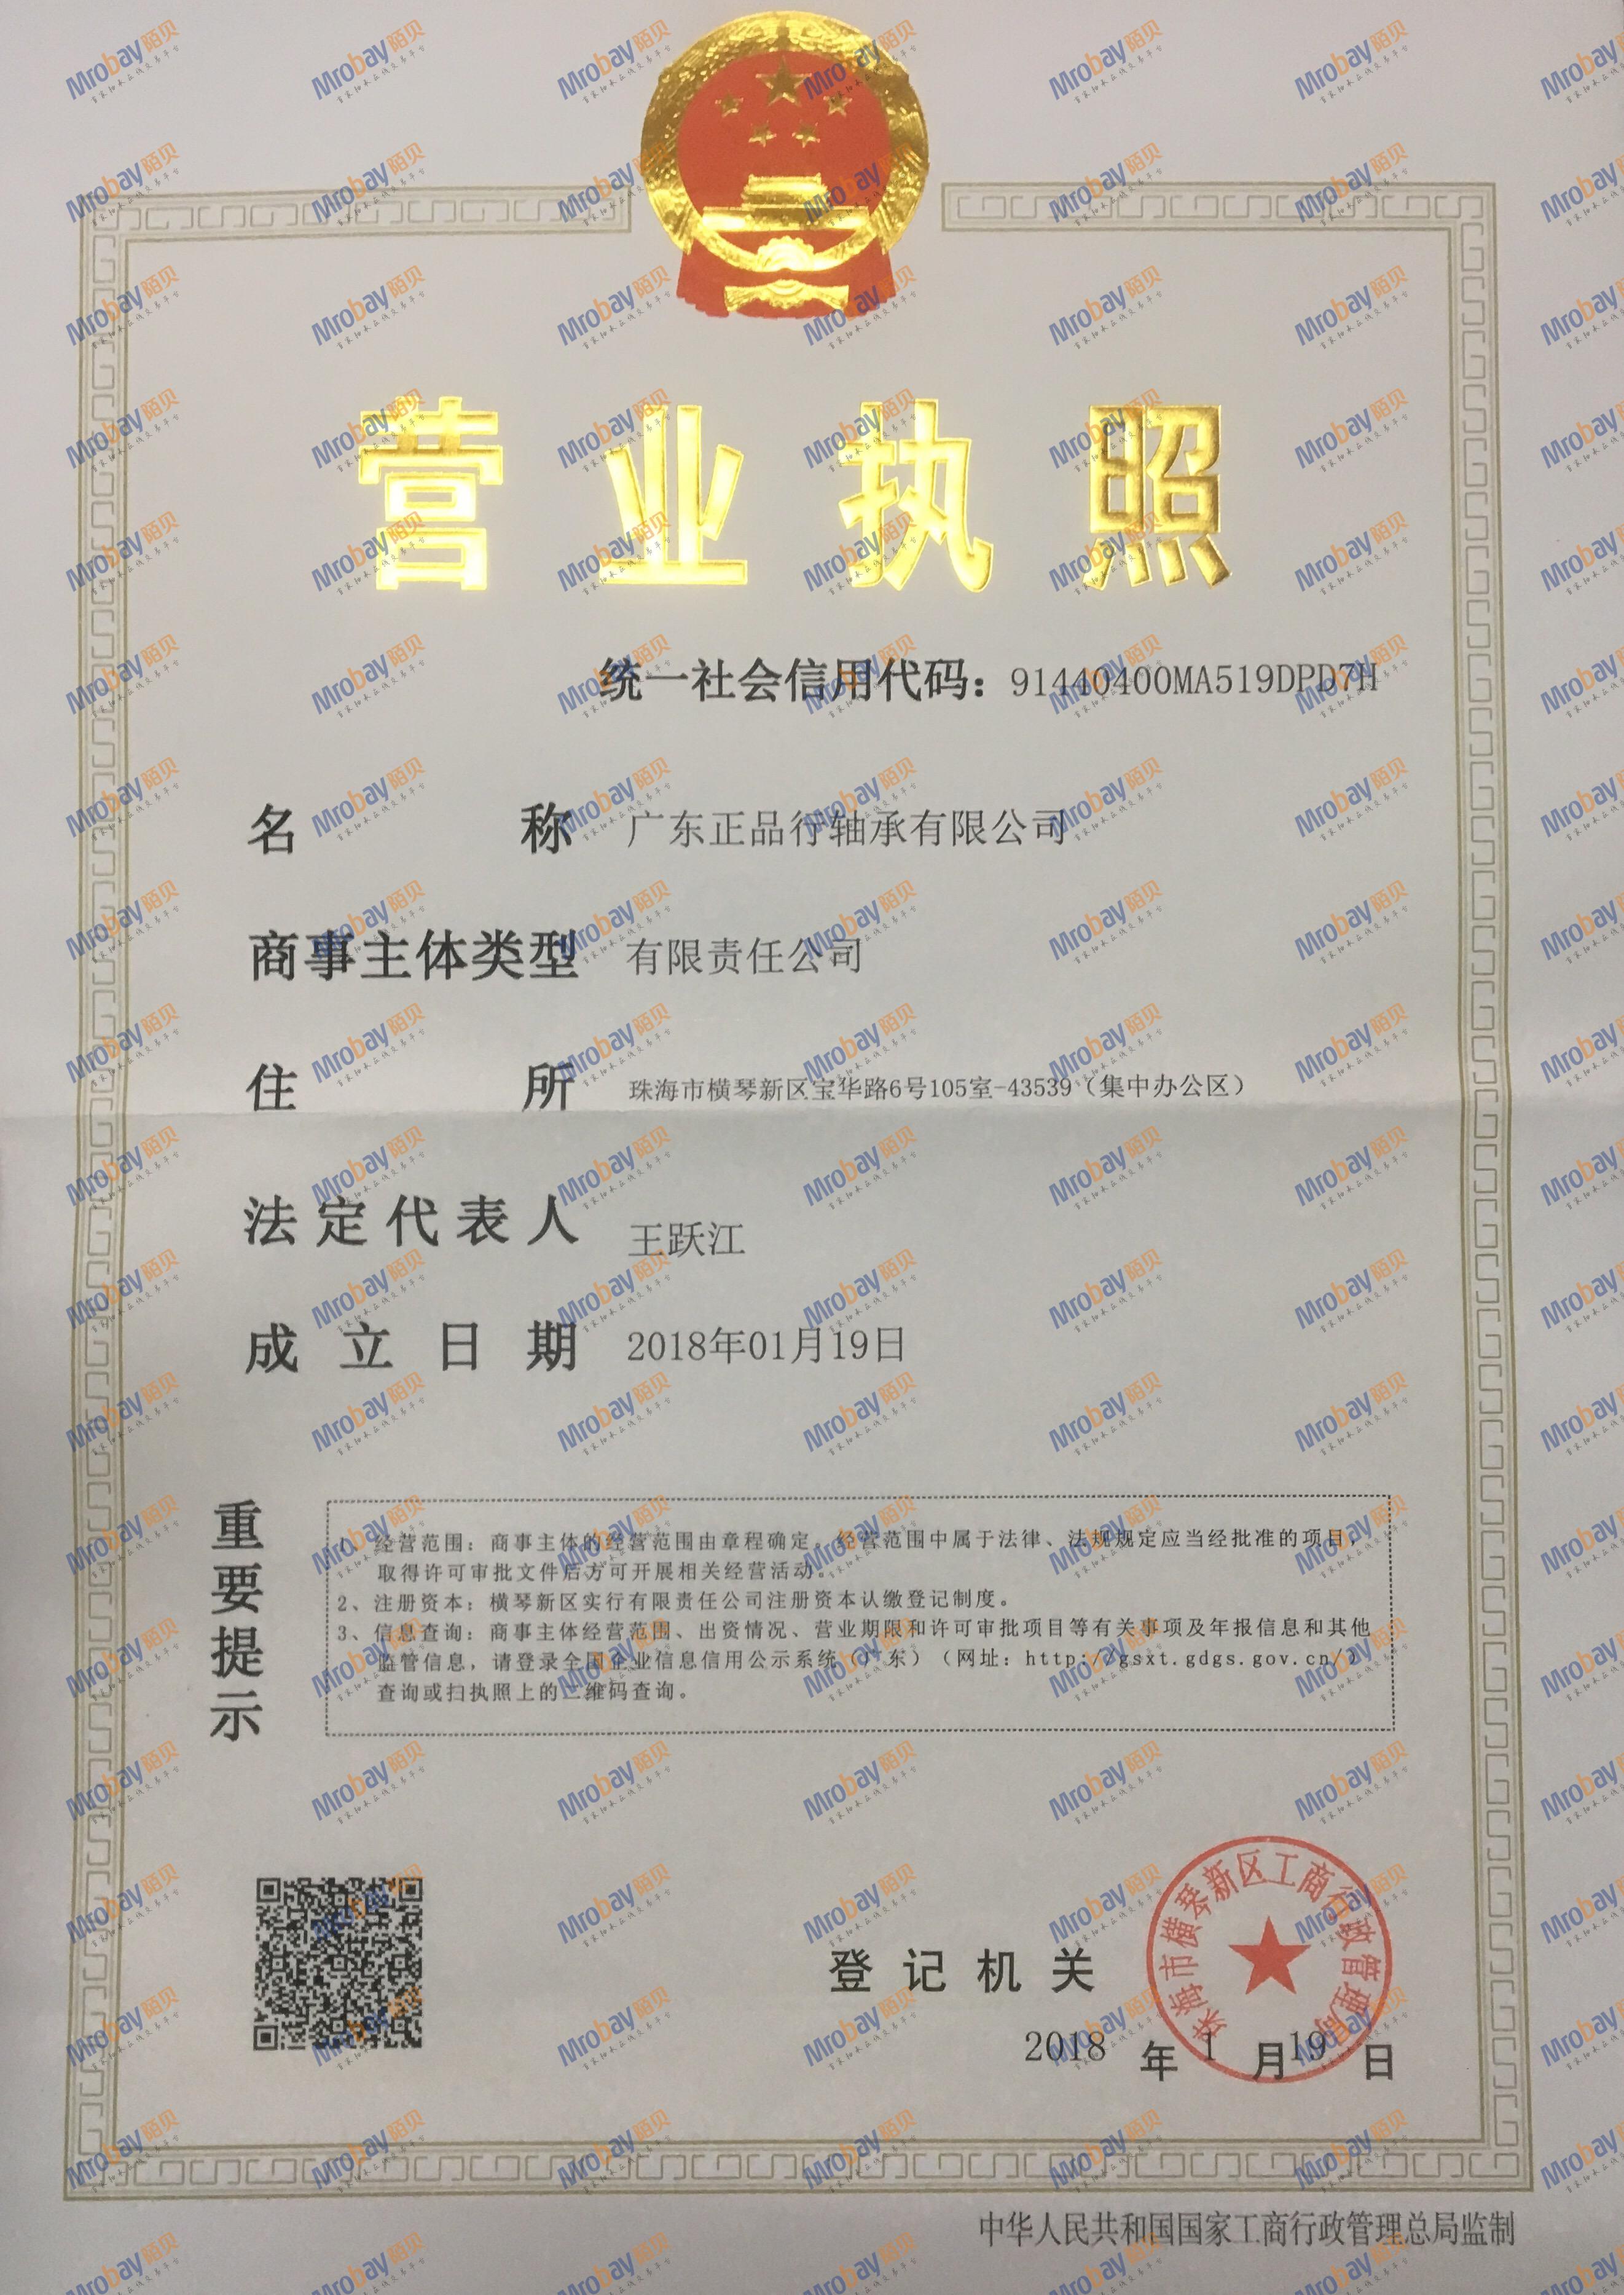 营业执照
统一社会信用代码：91440400MA519DPD7H
名称 广东正品行轴承有限公司
商事主体类型 有限责任公司
住所 珠海市横琴新区宝华路6号105室-43539（集中办公区）
法定代表人 王跃江
成立日期 2018年01月19日
重要提示
1、经营范围：商事主体的经营范围由章程确定。经营范围中属于法律、法规规定应当经批准的项目，
取得许可审批文件后方可开展相关经营活动。
2、注册资本：横琴新区实行有限责任公司注册资本认缴登记制度。
3、信息查询：商事主体经营范围、出资情况、营业期限和许可审批项目等有关事项及年报信息和其他
监管信息，请登录全国企业信息信用公示系统（广东）（网址：http://gsxt.gdgs.gov.cn/）
查询或扫执照上的二维码查询。
登记机关
珠海市横琴新区工商行政管理局
2018 年 1 月 19 日
中华人民共和国国家工商行政管理总局监制
Mrobay陌贝